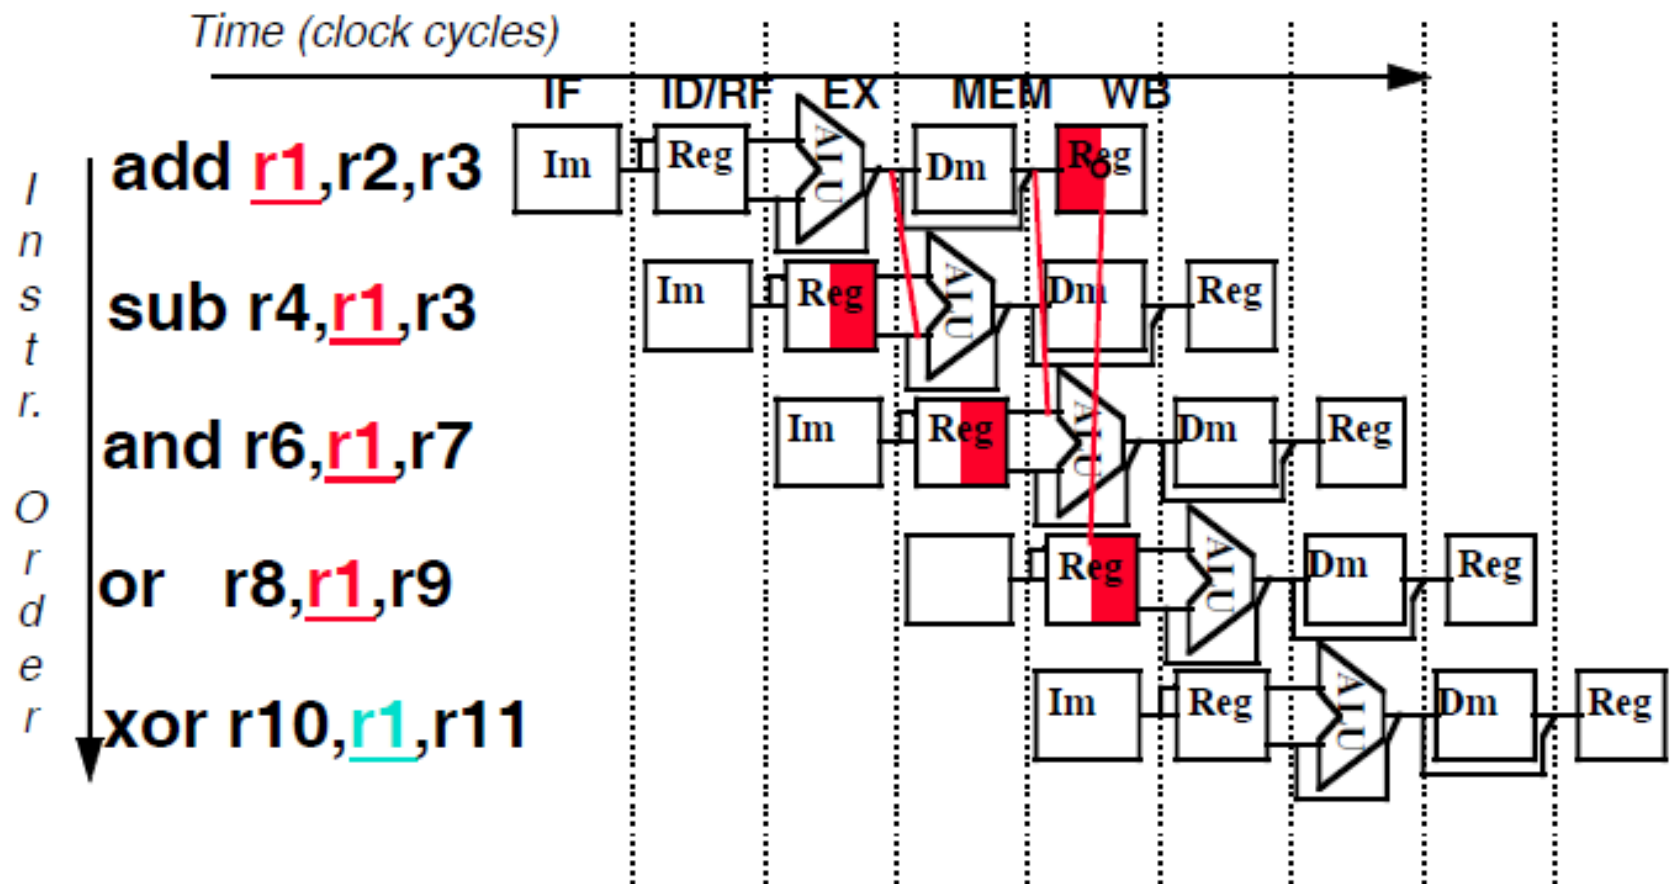 Time (clock cycles)
IF ID/RF EX MEM WB
Instr. Order
add r1,r2,r3 Im Reg ALU Dm Reg
sub r4,r1,r3 Im Reg ALU Dm Reg
and r6,r1,r7 Im Reg ALU Dm Reg
or r8,r1,r9 Reg ALU Dm Reg
xor r10,r1,r11 Im Reg ALU Dm Reg